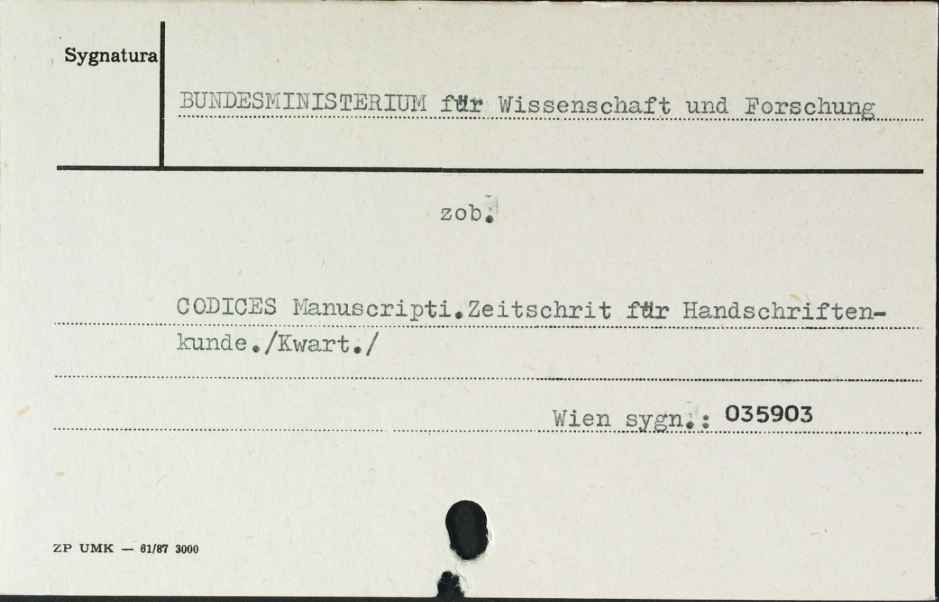 Sygnatura
BUNDESMINISTERIUM für Wissenschaft und Forschung
zob.
CODICES Manuscripti.Zeitschrit für Handschriften-
kunde./Kwart./
Wien sygn.: 035903
ZP UMK — 61/87 3000